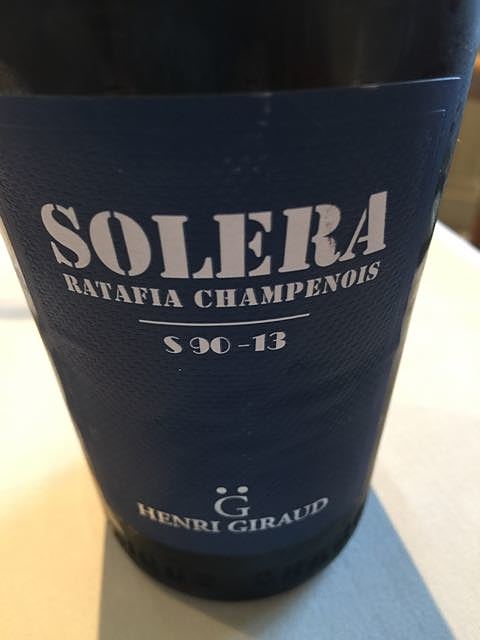 SOLERA
RATAFIA CHAMPENOIS
S 90-13
G̈
HENRI GIRAUD